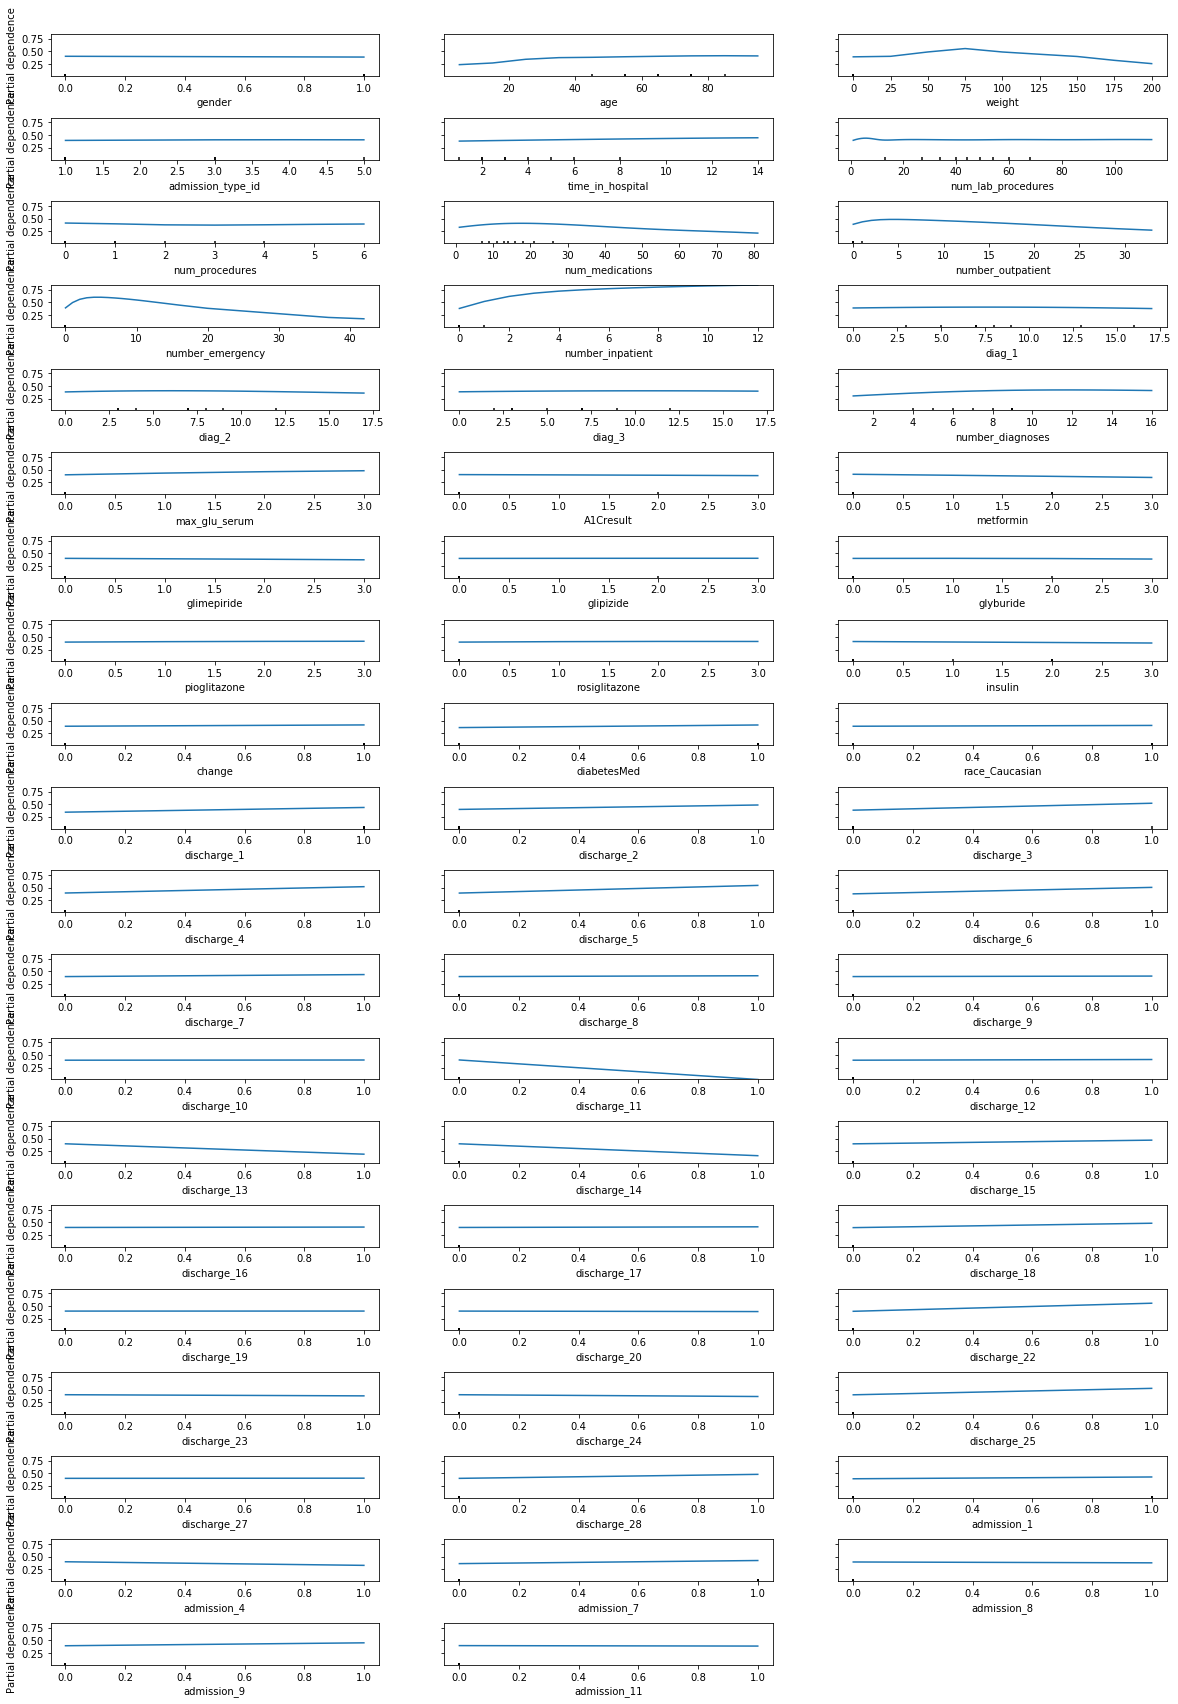 Partial dependence
0.75
0.50
0.25
0.0 0.2 0.4 0.6 0.8 1.0 20 40 60 80 0 25 50 75 100 125 150 175 200
gender age weight
Partial dependence
0.75
0.50
0.25
1.0 1.5 2.0 2.5 3.0 3.5 4.0 4.5 5.0 2 4 6 8 10 12 14 0 20 40 60 80 100
admission_type_id time_in_hospital num_lab_procedures
Partial dependence
0.75
0.50
0.25
0 1 2 3 4 5 6 0 10 20 30 40 50 60 70 80 0 5 10 15 20 25 30
num_procedures num_medications number_outpatient
Partial dependence
0.75
0.50
0.25
0 10 20 30 40 0 2 4 6 8 10 12 0.0 2.5 5.0 7.5 10.0 12.5 15.0 17.5
number_emergency number_inpatient diag_1
Partial dependence
0.75
0.50
0.25
0.0 2.5 5.0 7.5 10.0 12.5 15.0 17.5 0.0 2.5 5.0 7.5 10.0 12.5 15.0 17.5 2 4 6 8 10 12 14 16
diag_2 diag_3 number_diagnoses
Partial dependence
0.75
0.50
0.25
0.0 0.5 1.0 1.5 2.0 2.5 3.0 0.0 0.5 1.0 1.5 2.0 2.5 3.0 0.0 0.5 1.0 1.5 2.0 2.5 3.0
max_glu_serum A1Cresult metformin
Partial dependence
0.75
0.50
0.25
0.0 0.5 1.0 1.5 2.0 2.5 3.0 0.0 0.5 1.0 1.5 2.0 2.5 3.0 0.0 0.5 1.0 1.5 2.0 2.5 3.0
glimepiride glipizide glyburide
Partial dependence
0.75
0.50
0.25
0.0 0.5 1.0 1.5 2.0 2.5 3.0 0.0 0.5 1.0 1.5 2.0 2.5 3.0 0.0 0.5 1.0 1.5 2.0 2.5 3.0
pioglitazone rosiglitazone insulin
Partial dependence
0.75
0.50
0.25
0.0 0.2 0.4 0.6 0.8 1.0 0.0 0.2 0.4 0.6 0.8 1.0 0.0 0.2 0.4 0.6 0.8 1.0
change diabetesMed race_Caucasian
Partial dependence
0.75
0.50
0.25
0.0 0.2 0.4 0.6 0.8 1.0 0.0 0.2 0.4 0.6 0.8 1.0 0.0 0.2 0.4 0.6 0.8 1.0
discharge_1 discharge_2 discharge_3
Partial dependence
0.75
0.50
0.25
0.0 0.2 0.4 0.6 0.8 1.0 0.0 0.2 0.4 0.6 0.8 1.0 0.0 0.2 0.4 0.6 0.8 1.0
discharge_4 discharge_5 discharge_6
Partial dependence
0.75
0.50
0.25
0.0 0.2 0.4 0.6 0.8 1.0 0.0 0.2 0.4 0.6 0.8 1.0 0.0 0.2 0.4 0.6 0.8 1.0
discharge_7 discharge_8 discharge_9
Partial dependence
0.75
0.50
0.25
0.0 0.2 0.4 0.6 0.8 1.0 0.0 0.2 0.4 0.6 0.8 1.0 0.0 0.2 0.4 0.6 0.8 1.0
discharge_10 discharge_11 discharge_12
Partial dependence
0.75
0.50
0.25
0.0 0.2 0.4 0.6 0.8 1.0 0.0 0.2 0.4 0.6 0.8 1.0 0.0 0.2 0.4 0.6 0.8 1.0
discharge_13 discharge_14 discharge_15
Partial dependence
0.75
0.50
0.25
0.0 0.2 0.4 0.6 0.8 1.0 0.0 0.2 0.4 0.6 0.8 1.0 0.0 0.2 0.4 0.6 0.8 1.0
discharge_16 discharge_17 discharge_18
Partial dependence
0.75
0.50
0.25
0.0 0.2 0.4 0.6 0.8 1.0 0.0 0.2 0.4 0.6 0.8 1.0 0.0 0.2 0.4 0.6 0.8 1.0
discharge_19 discharge_20 discharge_22
Partial dependence
0.75
0.50
0.25
0.0 0.2 0.4 0.6 0.8 1.0 0.0 0.2 0.4 0.6 0.8 1.0 0.0 0.2 0.4 0.6 0.8 1.0
discharge_23 discharge_24 discharge_25
Partial dependence
0.75
0.50
0.25
0.0 0.2 0.4 0.6 0.8 1.0 0.0 0.2 0.4 0.6 0.8 1.0 0.0 0.2 0.4 0.6 0.8 1.0
discharge_27 discharge_28 admission_1
Partial dependence
0.75
0.50
0.25
0.0 0.2 0.4 0.6 0.8 1.0 0.0 0.2 0.4 0.6 0.8 1.0 0.0 0.2 0.4 0.6 0.8 1.0
admission_4 admission_7 admission_8
Partial dependence
0.75
0.50
0.25
0.0 0.2 0.4 0.6 0.8 1.0 0.0 0.2 0.4 0.6 0.8 1.0
admission_9 admission_11